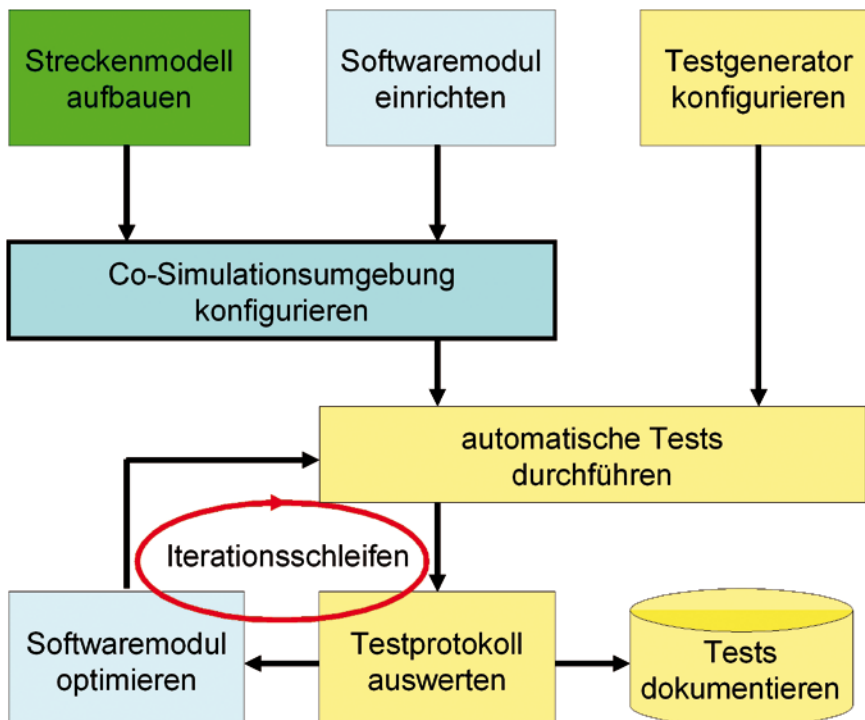 Streckenmodell
aufbauen
Softwaremodul
einrichten
Testgenerator
konfigurieren
Co-Simulationsumgebung
konfigurieren
automatische Tests
durchführen
Iterationsschleifen
Softwaremodul
optimieren
Testprotokoll
auswerten
Tests
dokumentieren